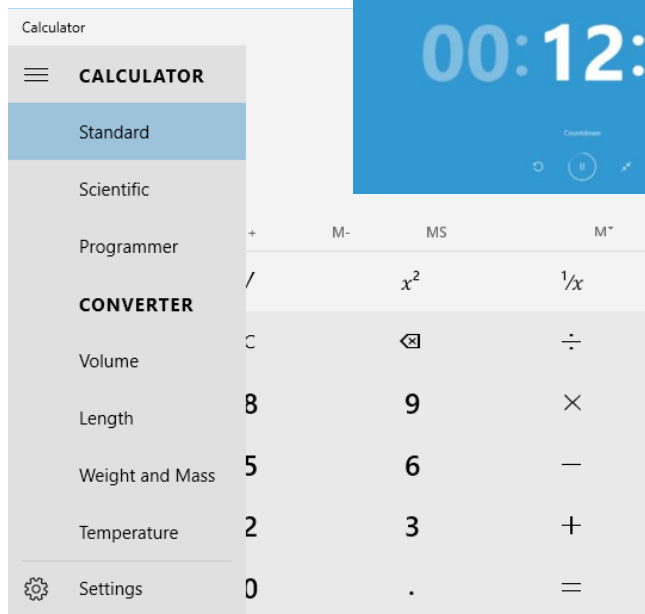 Calculator
00:12:
CALCULATOR
Standard
Countdown
Scientific
Programmer
+ M- MS M˅
CONVERTER
/ x² ¹/x
Volume
C ÷
Length
8 9 ×
Weight and Mass
5 6 —
Temperature
2 3 +
Settings
0 . =